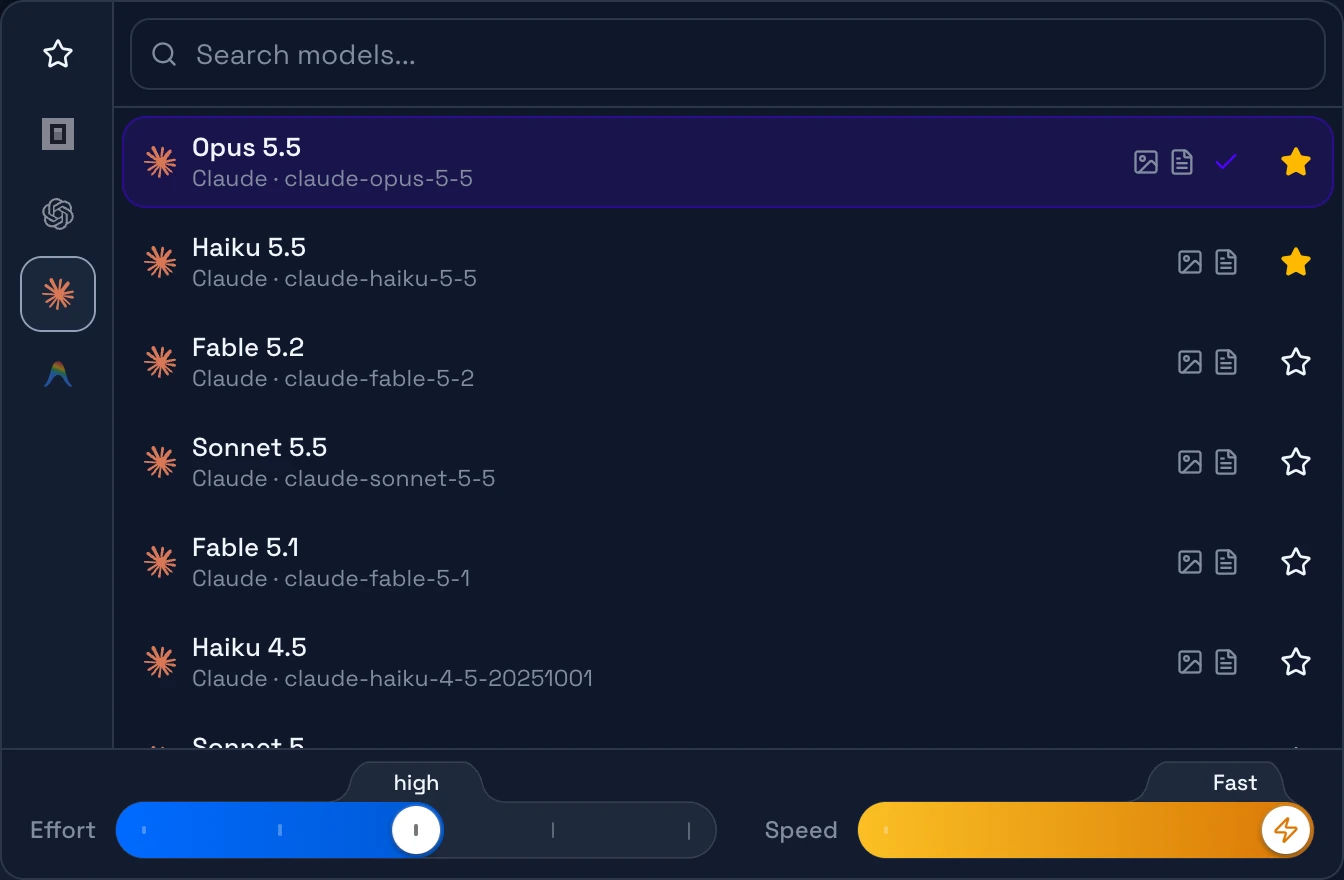 Search models...
Opus 5.5
Claude · claude-opus-5-5
Haiku 5.5
Claude · claude-haiku-5-5
Fable 5.2
Claude · claude-fable-5-2
Sonnet 5.5
Claude · claude-sonnet-5-5
Fable 5.1
Claude · claude-fable-5-1
Haiku 4.5
Claude · claude-haiku-4-5-20251001
Sonnet 5
high
Fast
Effort
Speed